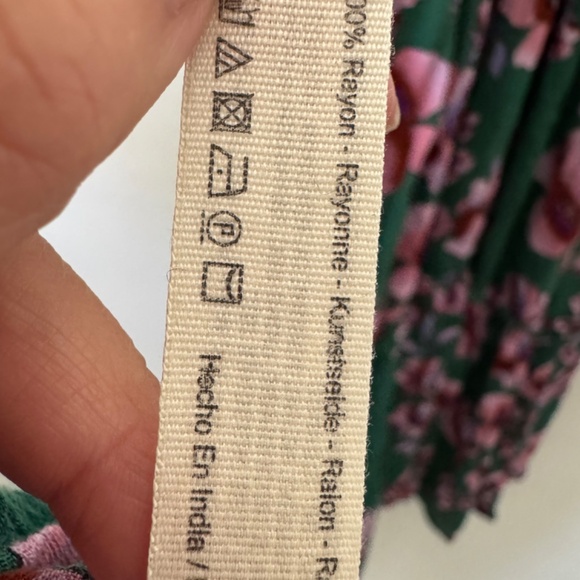 00% Rayon - Rayonne - Kunstseide - Raion - R
P
Hecho En India /